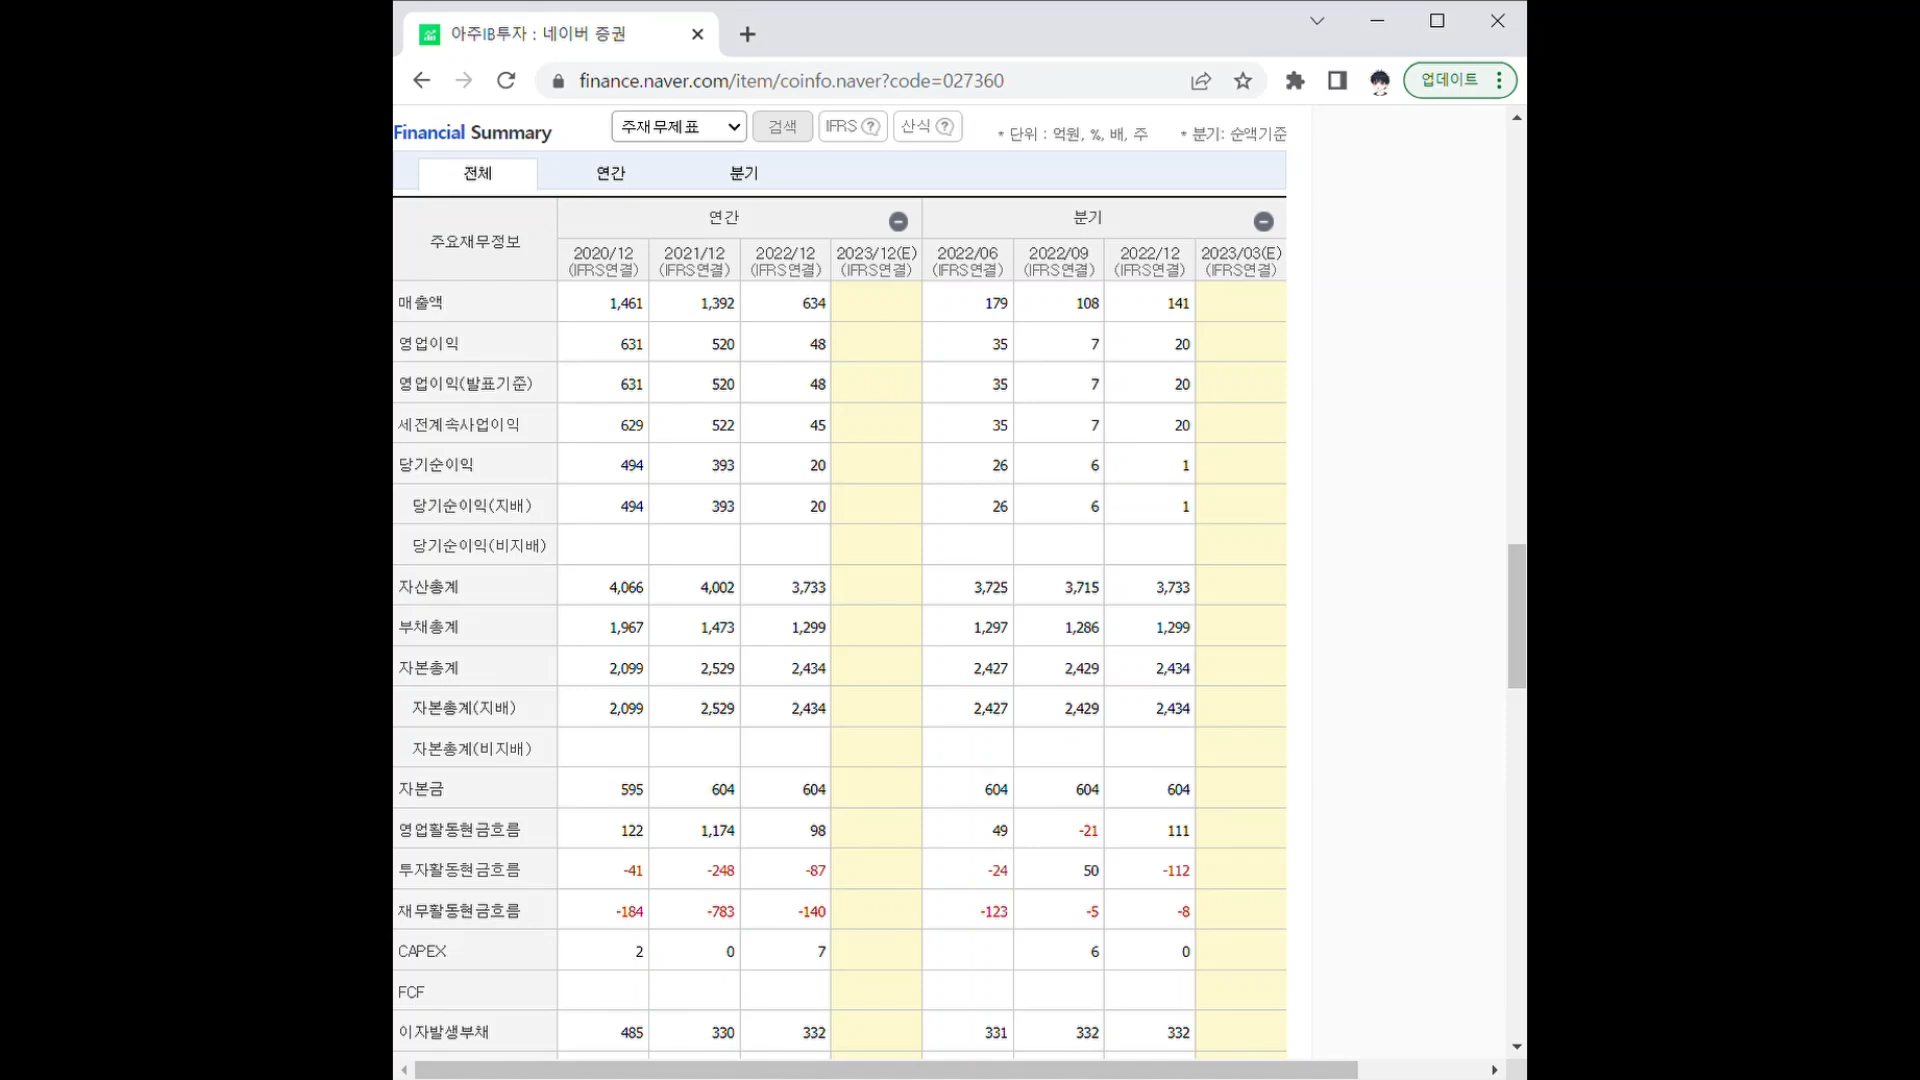 아주IB투자 : 네이버 증권
finance.naver.com/item/coinfo.naver?code=027360
업데이트
Financial Summary 주재무제표 검색 IFRS ? 산식 ? * 단위 : 억원, %, 배, 주 * 분기: 순액기준
전체 연간 분기
주요재무정보 연간 분기
2020/12 2021/12 2022/12 2023/12(E) 2022/06 2022/09 2022/12 2023/03(E)
(IFRS연결) (IFRS연결) (IFRS연결) (IFRS연결) (IFRS연결) (IFRS연결) (IFRS연결) (IFRS연결)
매출액 1,461 1,392 634 179 108 141
영업이익 631 520 48 35 7 20
영업이익(발표기준) 631 520 48 35 7 20
세전계속사업이익 629 522 45 35 7 20
당기순이익 494 393 20 26 6 1
당기순이익(지배) 494 393 20 26 6 1
당기순이익(비지배)
자산총계 4,066 4,002 3,733 3,725 3,715 3,733
부채총계 1,967 1,473 1,299 1,297 1,286 1,299
자본총계 2,099 2,529 2,434 2,427 2,429 2,434
자본총계(지배) 2,099 2,529 2,434 2,427 2,429 2,434
자본총계(비지배)
자본금 595 604 604 604 604 604
영업활동현금흐름 122 1,174 98 49 -21 111
투자활동현금흐름 -41 -248 -87 -24 50 -112
재무활동현금흐름 -184 -783 -140 -123 -5 -8
CAPEX 2 0 7 6 0
FCF
이자발생부채 485 330 332 331 332 332